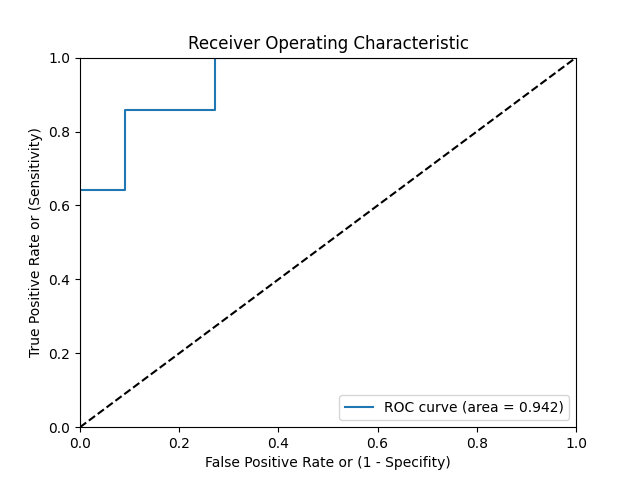 Receiver Operating Characteristic
1.0
0.8
0.6
0.4
0.2
0.0
True Positive Rate or (Sensitivity)
ROC curve (area = 0.942)
0.0 0.2 0.4 0.6 0.8 1.0
False Positive Rate or (1 - Specifity)